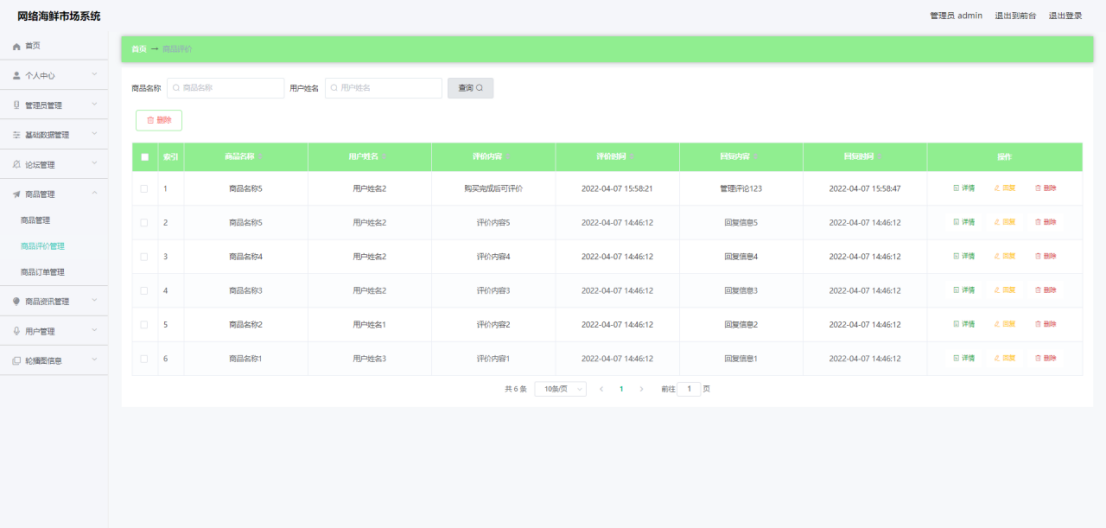 网络海鲜市场系统
管理员 admin 退出到前台 退出登录
首页
个人中心
管理员管理
基础数据管理
论坛管理
商品管理
商品管理
商品评价管理
商品订单管理
商品资讯管理
用户管理
轮播图信息
首页 → 商品评价
商品名称 商品名称 用户姓名 用户姓名 查询
删除
索引 商品名称 用户姓名 评价内容 评价时间 回复内容 回复时间 操作
1 商品名称5 用户姓名2 购买完成后可评价 2022-04-07 15:58:21 管理评论123 2022-04-07 15:58:47 详情 回复 删除
2 商品名称5 用户姓名2 评价内容5 2022-04-07 14:46:12 回复信息5 2022-04-07 14:46:12 详情 回复 删除
3 商品名称4 用户姓名2 评价内容4 2022-04-07 14:46:12 回复信息4 2022-04-07 14:46:12 详情 回复 删除
4 商品名称3 用户姓名2 评价内容3 2022-04-07 14:46:12 回复信息3 2022-04-07 14:46:12 详情 回复 删除
5 商品名称2 用户姓名1 评价内容2 2022-04-07 14:46:12 回复信息2 2022-04-07 14:46:12 详情 回复 删除
6 商品名称1 用户姓名3 评价内容1 2022-04-07 14:46:12 回复信息1 2022-04-07 14:46:12 详情 回复 删除
共 6 条 10条/页 < 1 > 前往 1 页